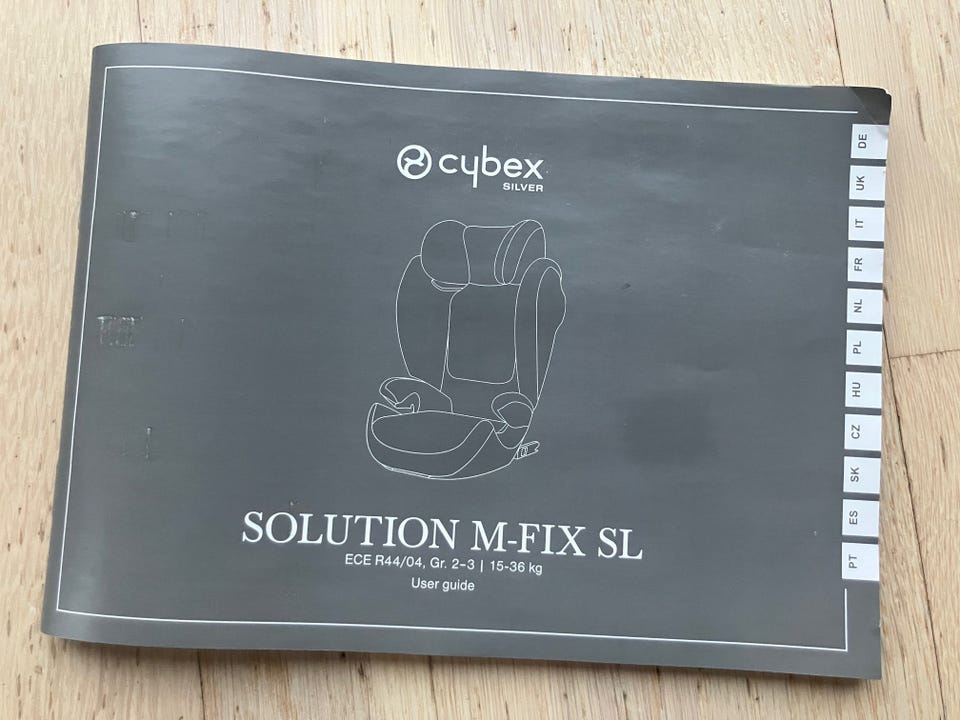 cybex
SILVER
SOLUTION M-FIX SL
ECE R44/04, Gr. 2-3 | 15-36 kg
User guide
DE
UK
IT
FR
NL
PL
HU
CZ
SK
ES
PT